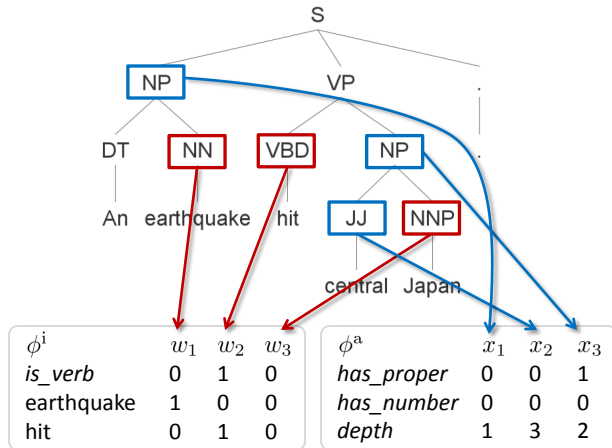 S
NP VP .
DT NN VBD NP .
An earthquake hit JJ NNP
central Japan
ϕⁱ w₁ w₂ w₃
is_verb 0 1 0
earthquake 1 0 0
hit 0 1 0
ϕᵃ x₁ x₂ x₃
has_proper 0 0 1
has_number 0 0 0
depth 1 3 2